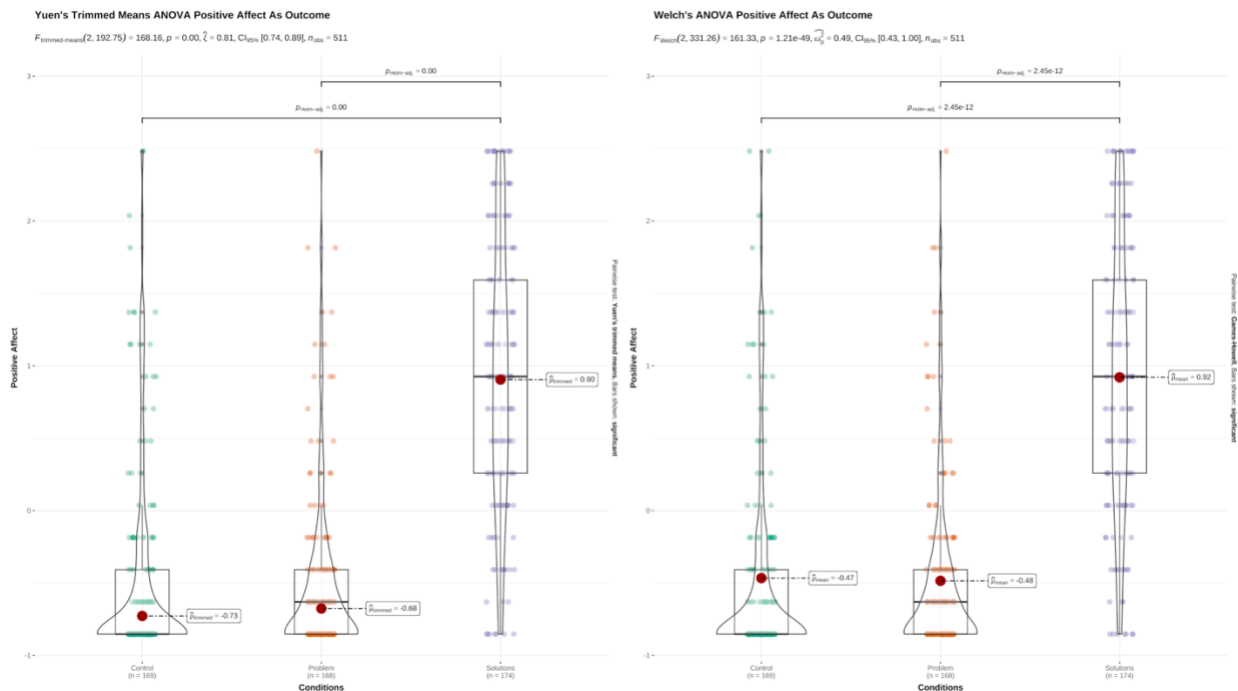 Yuen's Trimmed Means ANOVA Positive Affect As Outcome
F trimmed-means(2, 192.75) = 168.16, p = 0.00, ξ̂ = 0.81, CI95% [0.74, 0.89], nobs = 511
3
2
1
0
-1
Positive Affect
pHolm-adj. = 0.00
pHolm-adj. = 0.00
μ̂trimmed = -0.73
μ̂trimmed = -0.68
μ̂trimmed = 0.90
Control
(n = 169)
Problem
(n = 168)
Solutions
(n = 174)
Conditions
Pairwise test: Yuen's trimmed means, Bars shown: significant
Welch's ANOVA Positive Affect As Outcome
F Welch(2, 331.26) = 161.33, p = 1.21e-49, ω̂²p = 0.49, CI95% [0.43, 1.00], nobs = 511
3
2
1
0
-1
Positive Affect
pHolm-adj. = 2.45e-12
pHolm-adj. = 2.45e-12
μ̂mean = -0.47
μ̂mean = -0.48
μ̂mean = 0.92
Control
(n = 169)
Problem
(n = 168)
Solutions
(n = 174)
Conditions
Pairwise test: Games-Howell, Bars shown: significant